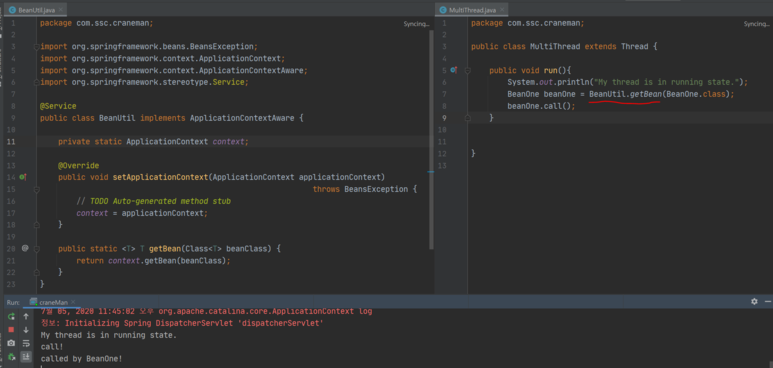 BeanUtil.java
1 package com.ssc.craneman;
Syncing...
2
3 import org.springframework.beans.BeansException;
4 import org.springframework.context.ApplicationContext;
5 import org.springframework.context.ApplicationContextAware;
6 import org.springframework.stereotype.Service;
7
8 @Service
9 public class BeanUtil implements ApplicationContextAware {
10
11 private static ApplicationContext context;
12
13 @Override
14 public void setApplicationContext(ApplicationContext applicationContext)
15 throws BeansException {
16 // TODO Auto-generated method stub
17 context = applicationContext;
18 }
19
20 public static <T> T getBean(Class<T> beanClass) {
21 return context.getBean(beanClass);
22 }
23 }
MultiThread.java
1 package com.ssc.craneman;
Syncing...
2
3 public class MultiThread extends Thread {
4
5 public void run(){
6 System.out.println("My thread is in running state.");
7 BeanOne beanOne = BeanUtil.getBean(BeanOne.class);
8 beanOne.call();
9 }
10
11
12 }
13
Run: craneMan
7월 05, 2020 11:45:02 오후 org.apache.catalina.core.ApplicationContext log
정보: Initializing Spring DispatcherServlet 'dispatcherServlet'
My thread is in running state.
call!
called by BeanOne!